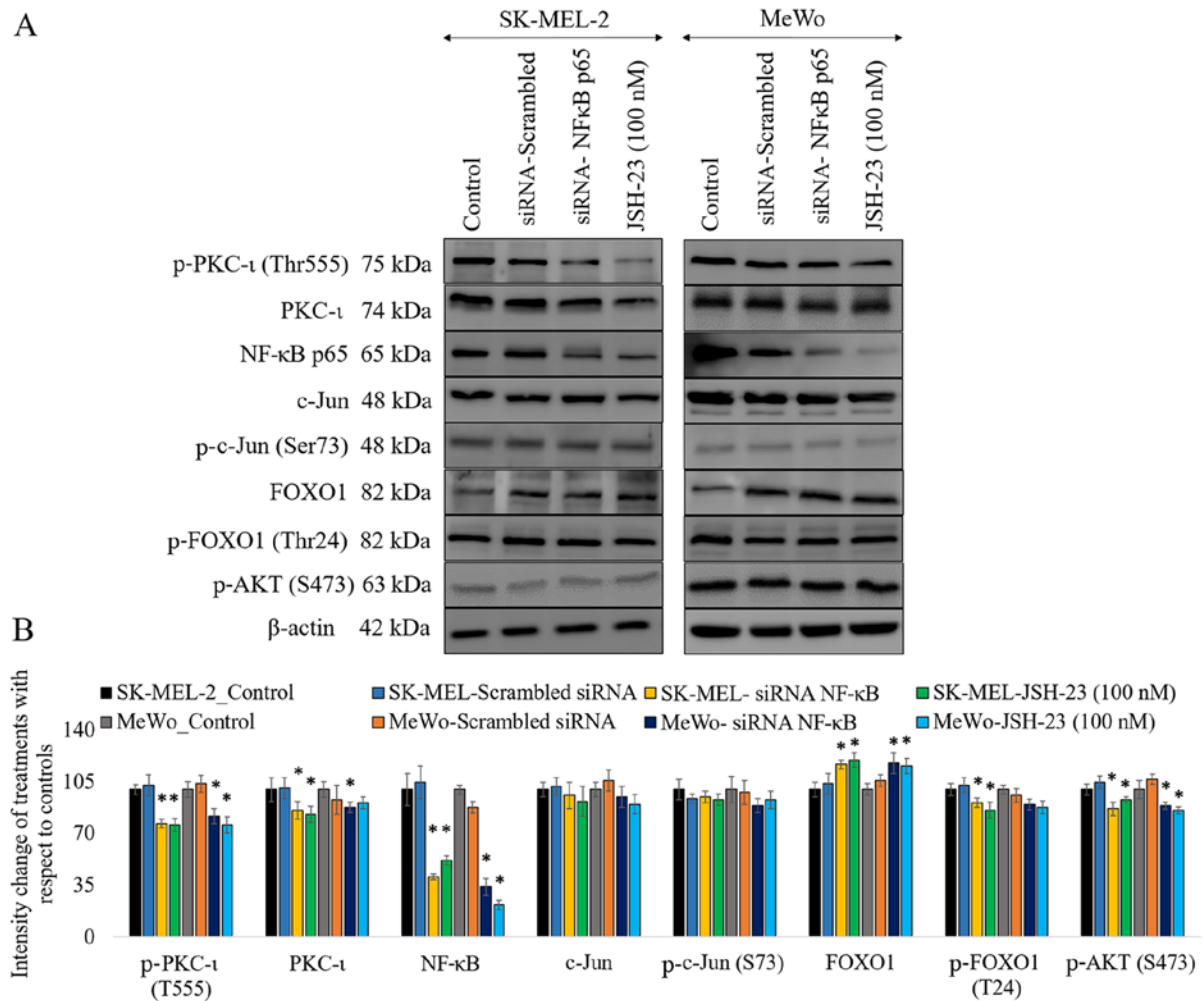 A
SK-MEL-2
MeWo
Control
siRNA-Scrambled
siRNA- NFκB p65
JSH-23 (100 nM)
Control
siRNA-Scrambled
siRNA- NFκB p65
JSH-23 (100 nM)
p-PKC-ι (Thr555) 75 kDa
PKC-ι 74 kDa
NF-κB p65 65 kDa
c-Jun 48 kDa
p-c-Jun (Ser73) 48 kDa
FOXO1 82 kDa
p-FOXO1 (Thr24) 82 kDa
p-AKT (S473) 63 kDa
β-actin 42 kDa
B
SK-MEL-2_Control
SK-MEL-Scrambled siRNA
SK-MEL- siRNA NF-κB
SK-MEL-JSH-23 (100 nM)
MeWo_Control
MeWo-Scrambled siRNA
MeWo- siRNA NF-κB
MeWo-JSH-23 (100 nM)
Intensity change of treatments with
respect to controls
140
105
70
35
0
** * *
* * *
** * *
* * * *
* *
* * * *
p-PKC-ι
(T555)
PKC-ι
NF-κB
c-Jun
p-c-Jun (S73)
FOXO1
p-FOXO1
(T24)
p-AKT (S473)